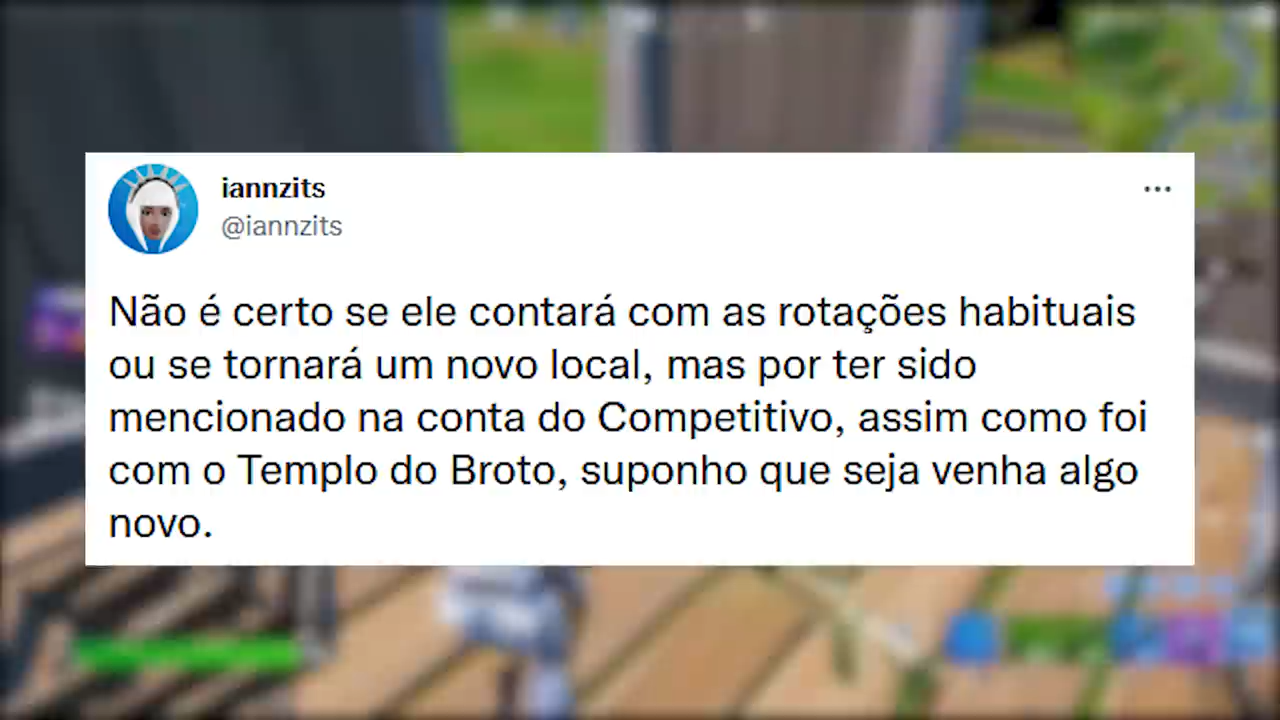 iannzits
@iannzits
Não é certo se ele contará com as rotações habituais
ou se tornará um novo local, mas por ter sido
mencionado na conta do Competitivo, assim como foi
com o Templo do Broto, suponho que seja venha algo
novo.